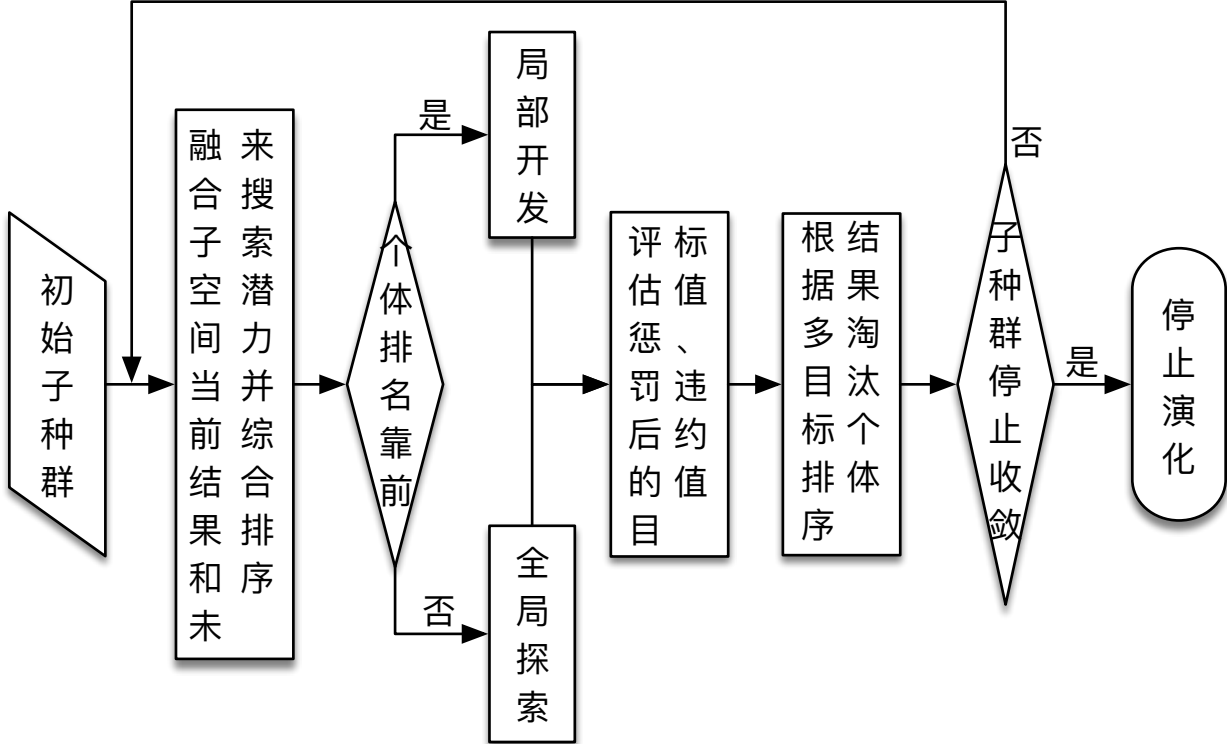 初始子种群
融合子空间当前结果和未
来搜索潜力并综合排序
个体排名靠前
是
局部开发
否
全局探索
评估惩罚后的目
标值、违约值
根据多目标排序
结果淘汰个体
子种群停止收敛
否
是
停止演化